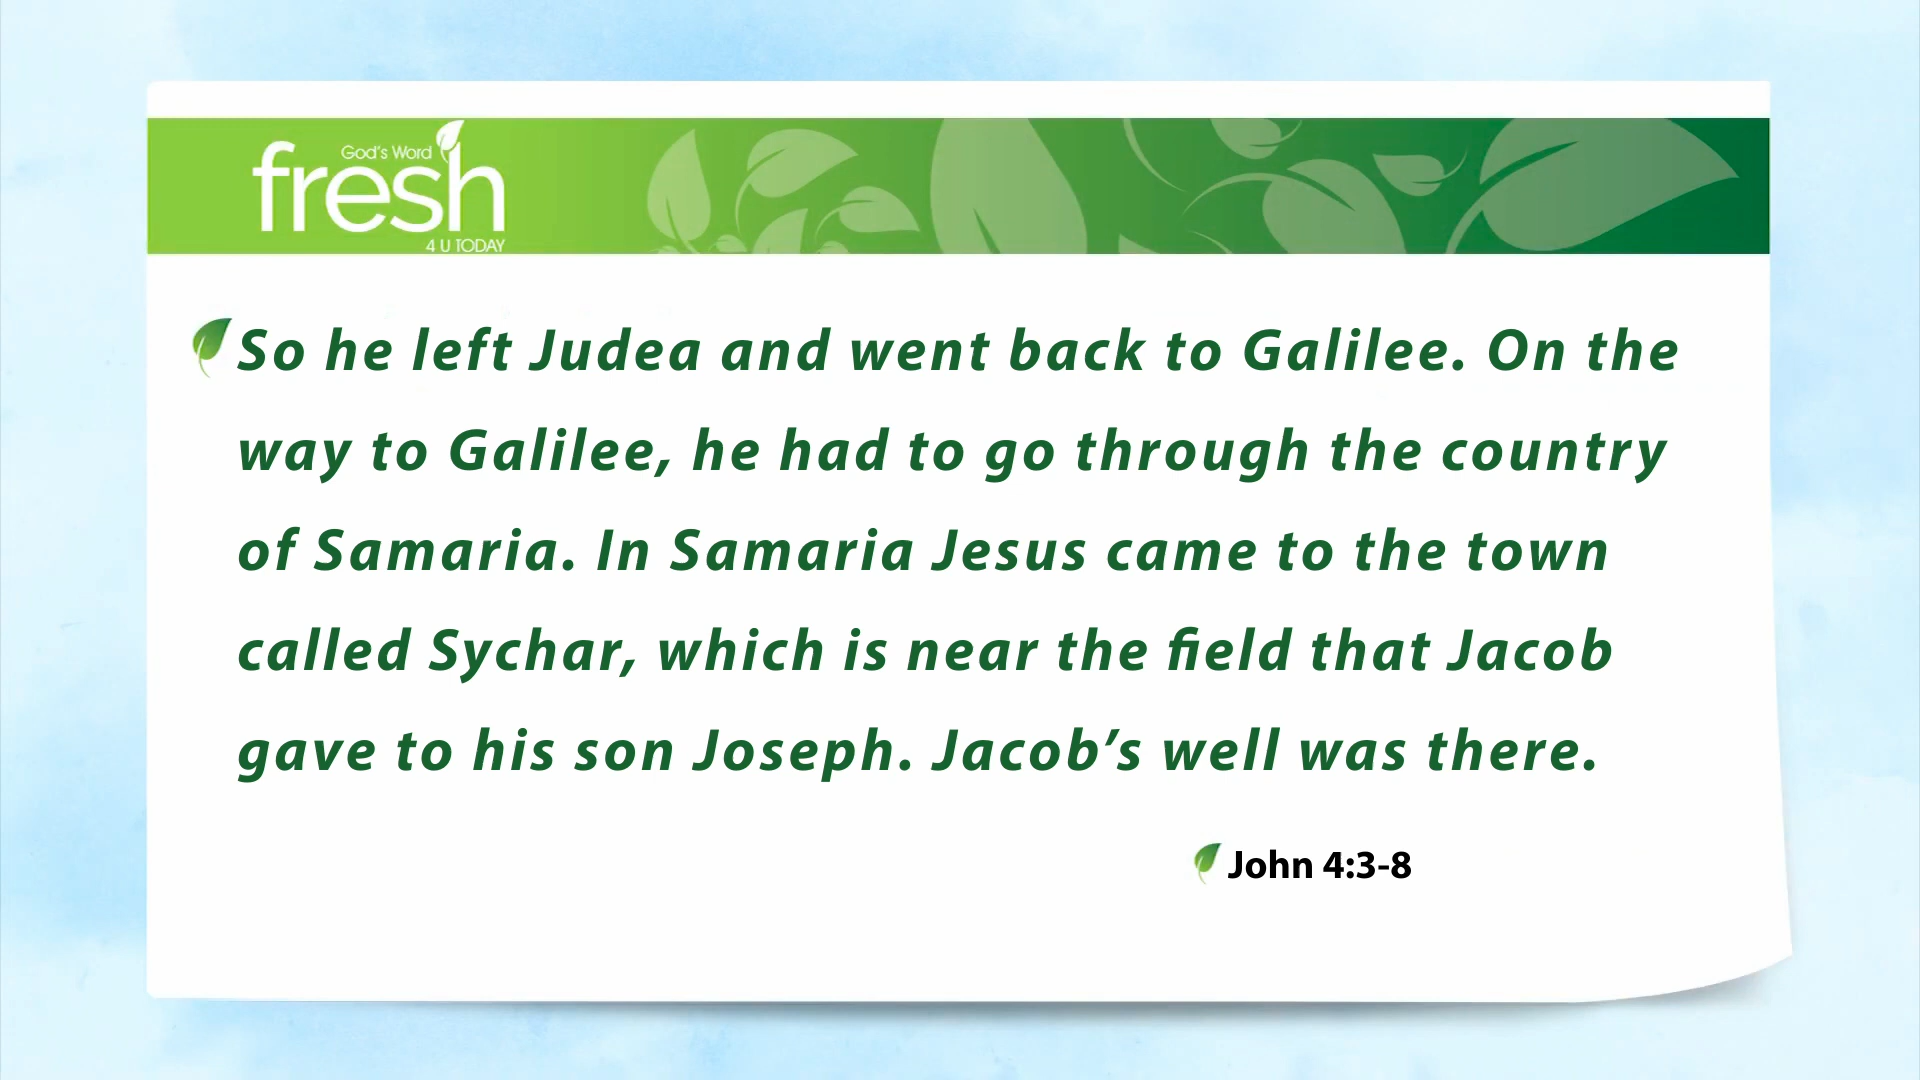 God's Word
fresh
4 U TODAY
So he left Judea and went back to Galilee. On the
way to Galilee, he had to go through the country
of Samaria. In Samaria Jesus came to the town
called Sychar, which is near the field that Jacob
gave to his son Joseph. Jacob’s well was there.
John 4:3-8